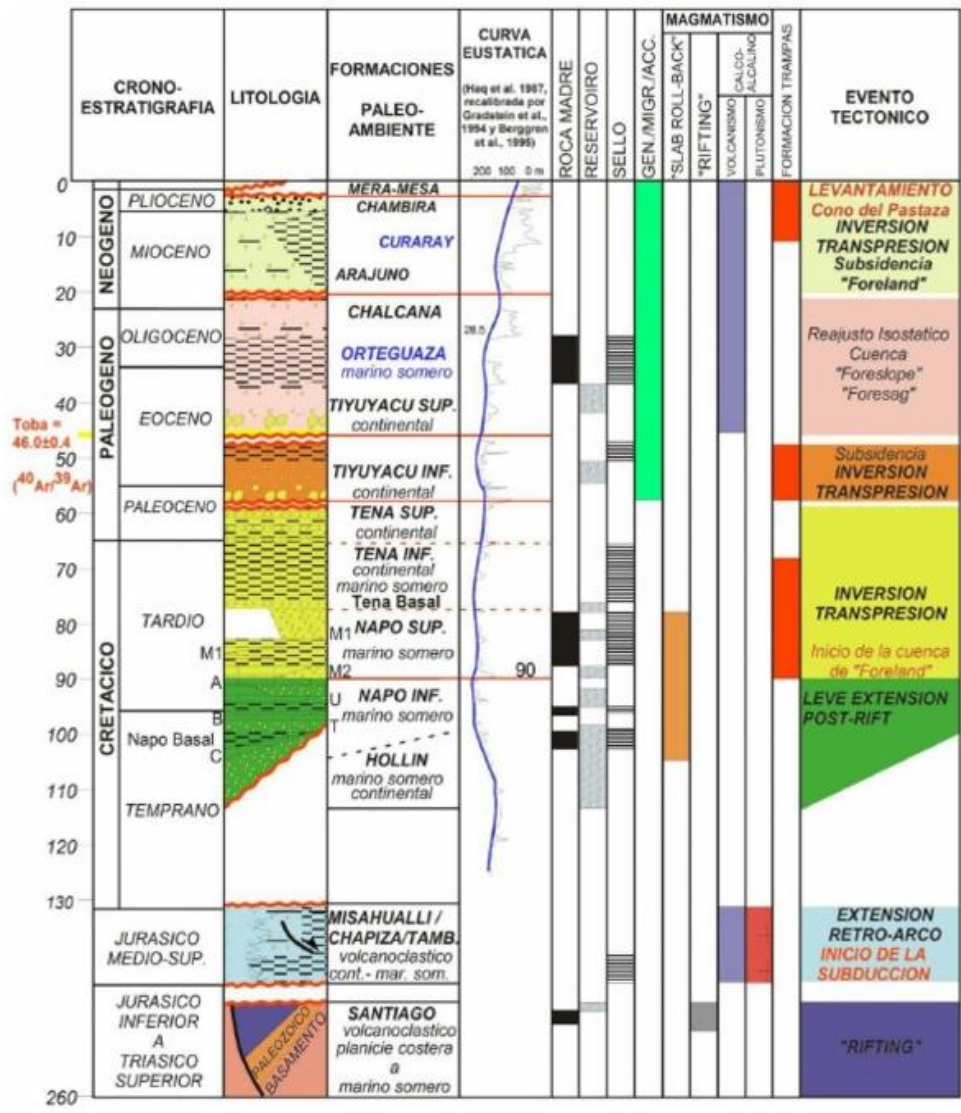 CRONO-
ESTRATIGRAFIA
LITOLOGIA
FORMACIONES
PALEO-
AMBIENTE
CURVA
EUSTATICA
(Haq et al. 1987,
recalibrada por
Gradstein et al.,
1994 y Berggren
et al., 1995)
200 100 0 m
ROCA MADRE
RESERVOIRO
SELLO
GEN./MIGR./ACC.
MAGMATISMO
"SLAB ROLL-BACK"
"RIFTING"
CALCO-
ALCALINO
VOLCANISMO
PLUTONISMO
FORMACION TRAMPAS
EVENTO
TECTONICO
0
10
20
30
40
50
60
70
80
90
100
110
120
130
260
Toba =
46.0±0.4
(40Ar/39Ar)
NEOGENO
PALEOGENO
CRETACICO
PLIOCENO
MIOCENO
OLIGOCENO
EOCENO
PALEOCENO
TARDIO
M1
A
B
Napo Basal
C
TEMPRANO
JURASICO
MEDIO-SUP.
JURASICO
INFERIOR
A
TRIASICO
SUPERIOR
PALEOZOICO
BASAMENTO
MERA-MESA
CHAMBIRA
CURARAY
ARAJUNO
CHALCANA
ORTEGUAZA
marino somero
TIYUYACU SUP.
continental
TIYUYACU INF.
continental
TENA SUP.
continental
TENA INF.
continental
marino somero
Tena Basal
M1 NAPO SUP.
marino somero
M2
U NAPO INF.
marino somero
T
HOLLIN
marino somero
continental
MISAHUALLI /
CHAPIZA/TAMB.
volcanoclastico
cont.- mar. som.
SANTIAGO
volcanoclastico
planicie costera
a
marino somero
28.5
90
LEVANTAMIENTO
Cono del Pastaza
INVERSION
TRANSPRESION
Subsidencia
"Foreland"
Reajusto Isostatico
Cuenca
"Foreslope"
"Foresag"
Subsidencia
INVERSION
TRANSPRESION
INVERSION
TRANSPRESION
Inicio de la cuenca
de "Foreland"
LEVE EXTENSION
POST-RIFT
EXTENSION
RETRO-ARCO
INICIO DE LA
SUBDUCCION
"RIFTING"